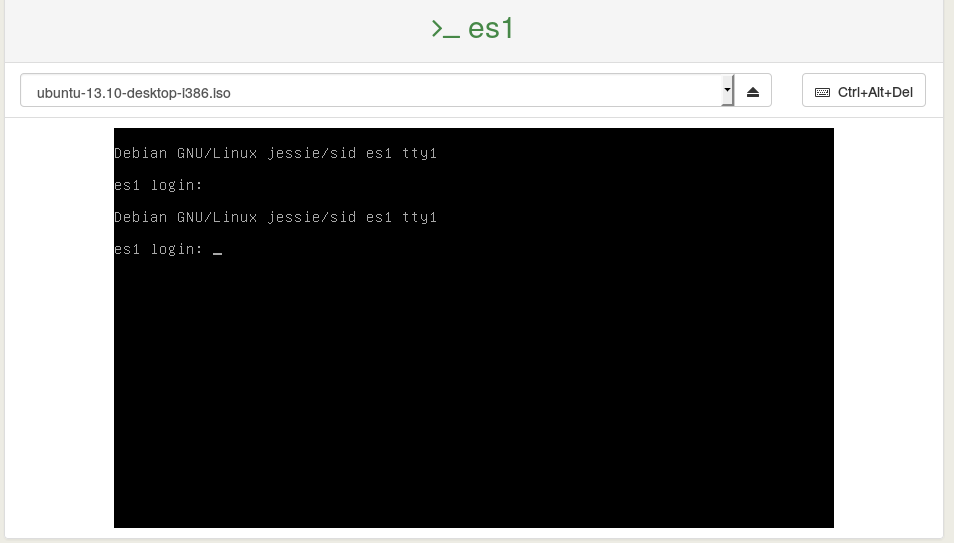 >_ es1
ubuntu-13.10-desktop-i386.iso
Ctrl+Alt+Del
Debian GNU/Linux jessie/sid es1 tty1
es1 login:
Debian GNU/Linux jessie/sid es1 tty1
es1 login: _